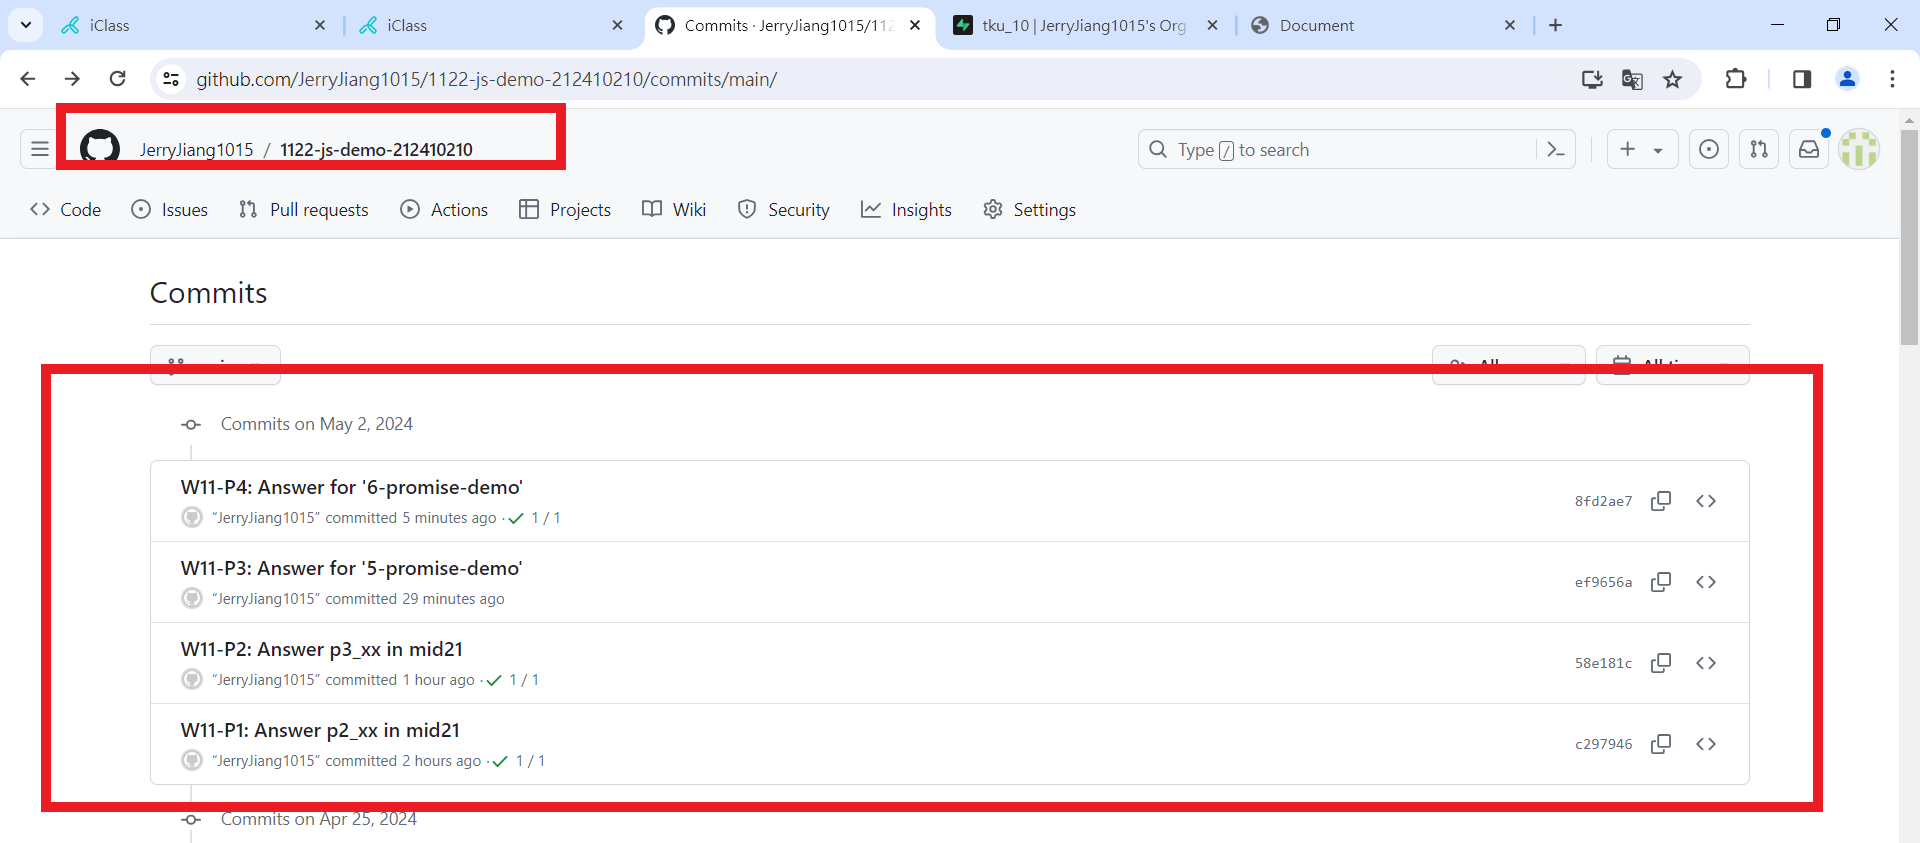 iClass
iClass
Commits · JerryJiang1015/112
tku_10 | JerryJiang1015's Org
Document
github.com/JerryJiang1015/1122-js-demo-212410210/commits/main/
JerryJiang1015 / 1122-js-demo-212410210
Type / to search
Code
Issues
Pull requests
Actions
Projects
Wiki
Security
Insights
Settings
Commits
Commits on May 2, 2024
W11-P4: Answer for '6-promise-demo'
“JerryJiang1015” committed 5 minutes ago · 1 / 1
8fd2ae7
W11-P3: Answer for '5-promise-demo'
“JerryJiang1015” committed 29 minutes ago
ef9656a
W11-P2: Answer p3_xx in mid21
“JerryJiang1015” committed 1 hour ago · 1 / 1
58e181c
W11-P1: Answer p2_xx in mid21
“JerryJiang1015” committed 2 hours ago · 1 / 1
c297946
Commits on Apr 25, 2024